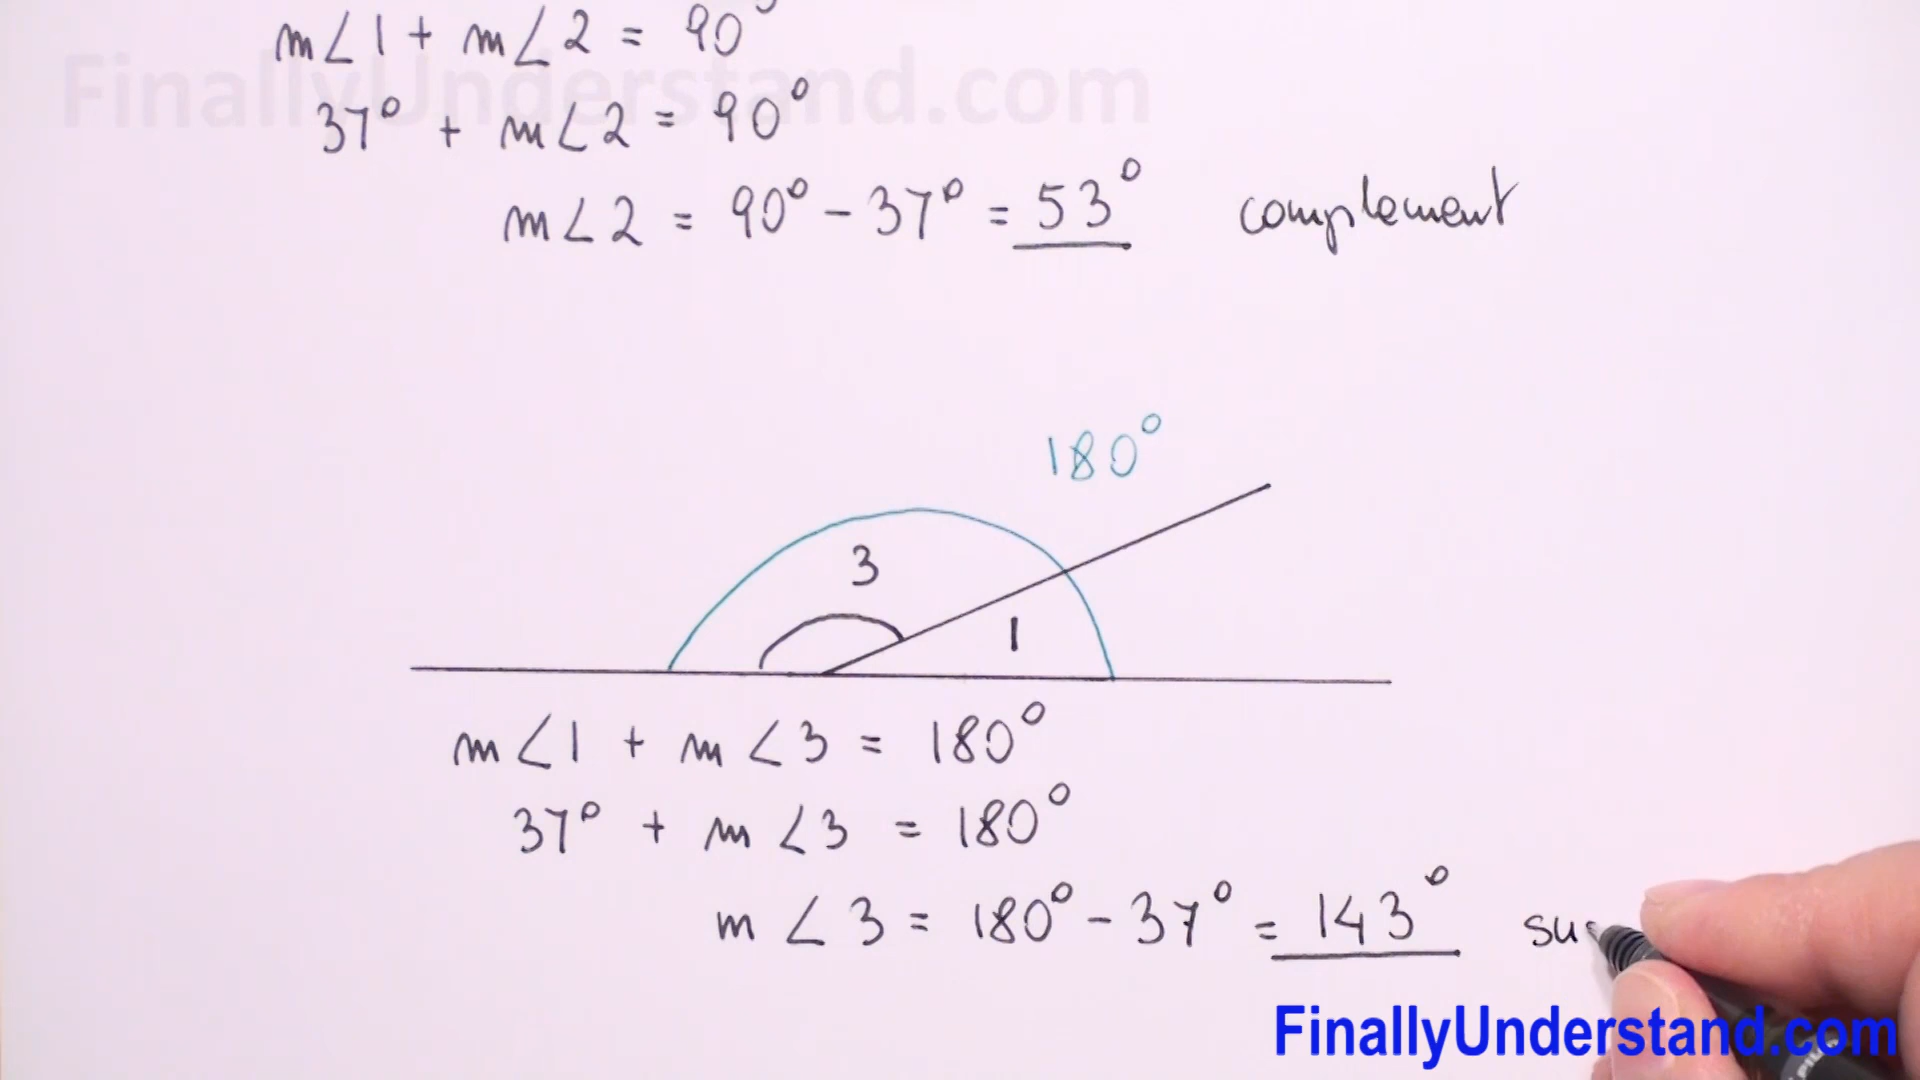 m∠1 + m∠2 = 90°
FinallyUnderstand.com
37° + m∠2 = 90°
m∠2 = 90° - 37° = 53° complement
180°
3
1
m∠1 + m∠3 = 180°
37° + m∠3 = 180°
m∠3 = 180° - 37° = 143°
FinallyUnderstand.com